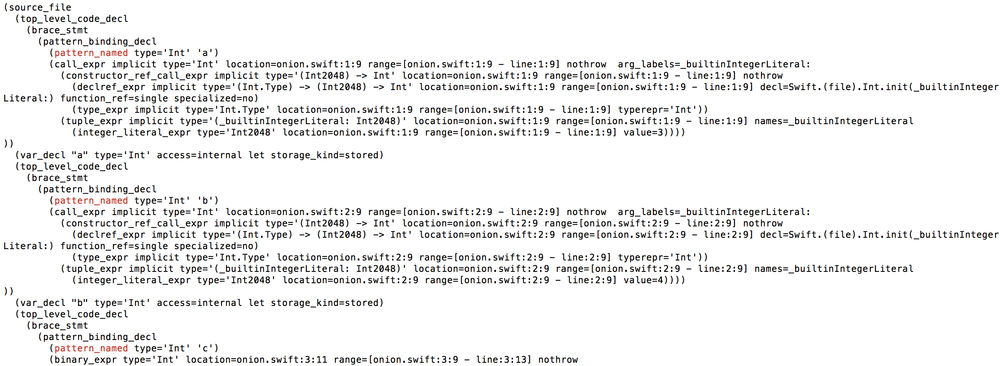 (source_file
  (top_level_code_decl
    (brace_stmt
      (pattern_binding_decl
        (pattern_named type='Int' 'a')
        (call_expr implicit type='Int' location=onion.swift:1:9 range=[onion.swift:1:9 - line:1:9] nothrow  arg_labels=_builtinIntegerLiteral:
          (constructor_ref_call_expr implicit type='(Int2048) -> Int' location=onion.swift:1:9 range=[onion.swift:1:9 - line:1:9] nothrow
            (declref_expr implicit type='(Int.Type) -> (Int2048) -> Int' location=onion.swift:1:9 range=[onion.swift:1:9 - line:1:9] decl=Swift.(file).Int.init(_builtinInteger
Literal:) function_ref=single specialized=no)
            (type_expr implicit type='Int.Type' location=onion.swift:1:9 range=[onion.swift:1:9 - line:1:9] typerepr='Int'))
          (tuple_expr implicit type='(_builtinIntegerLiteral: Int2048)' location=onion.swift:1:9 range=[onion.swift:1:9 - line:1:9] names=_builtinIntegerLiteral
            (integer_literal_expr type='Int2048' location=onion.swift:1:9 range=[onion.swift:1:9 - line:1:9] value=3))))
))
  (var_decl "a" type='Int' access=internal let storage_kind=stored)
  (top_level_code_decl
    (brace_stmt
      (pattern_binding_decl
        (pattern_named type='Int' 'b')
        (call_expr implicit type='Int' location=onion.swift:2:9 range=[onion.swift:2:9 - line:2:9] nothrow  arg_labels=_builtinIntegerLiteral:
          (constructor_ref_call_expr implicit type='(Int2048) -> Int' location=onion.swift:2:9 range=[onion.swift:2:9 - line:2:9] nothrow
            (declref_expr implicit type='(Int.Type) -> (Int2048) -> Int' location=onion.swift:2:9 range=[onion.swift:2:9 - line:2:9] decl=Swift.(file).Int.init(_builtinInteger
Literal:) function_ref=single specialized=no)
            (type_expr implicit type='Int.Type' location=onion.swift:2:9 range=[onion.swift:2:9 - line:2:9] typerepr='Int'))
          (tuple_expr implicit type='(_builtinIntegerLiteral: Int2048)' location=onion.swift:2:9 range=[onion.swift:2:9 - line:2:9] names=_builtinIntegerLiteral
            (integer_literal_expr type='Int2048' location=onion.swift:2:9 range=[onion.swift:2:9 - line:2:9] value=4))))
))
  (var_decl "b" type='Int' access=internal let storage_kind=stored)
  (top_level_code_decl
    (brace_stmt
      (pattern_binding_decl
        (pattern_named type='Int' 'c')
        (binary_expr type='Int' location=onion.swift:3:11 range=[onion.swift:3:9 - line:3:13] nothrow